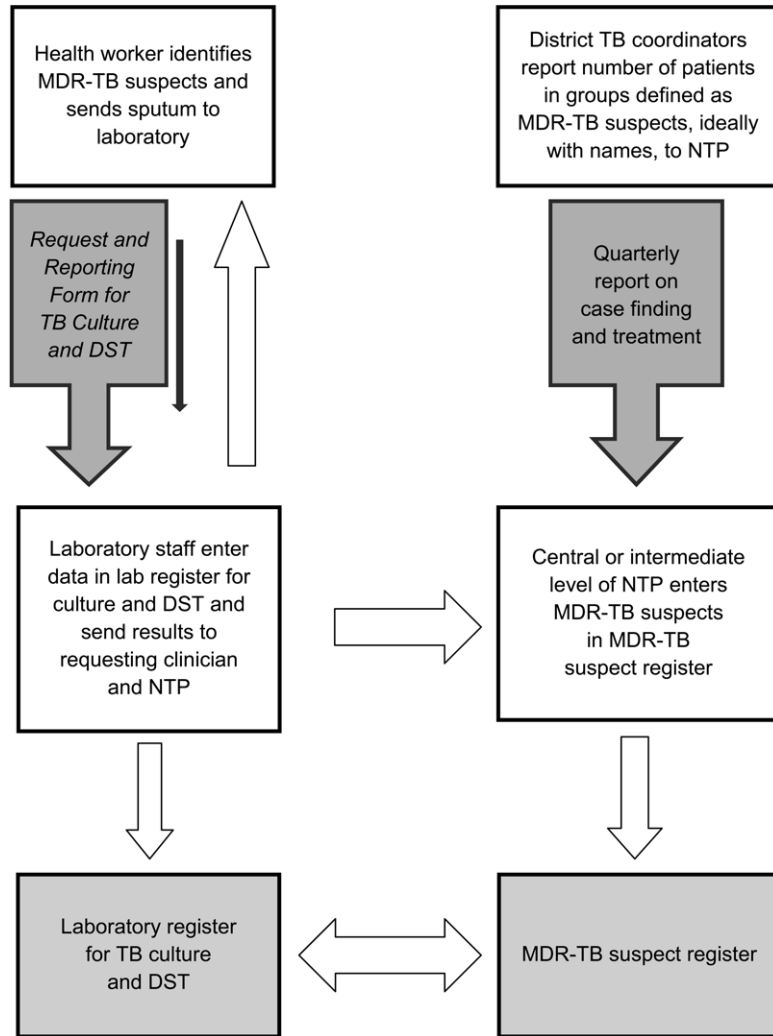 Health worker identifies
MDR-TB suspects and
sends sputum to
laboratory
District TB coordinators
report number of patients
in groups defined as
MDR-TB suspects, ideally
with names, to NTP
Request and
Reporting
Form for
TB Culture
and DST
Quarterly
report on
case finding
and treatment
Laboratory staff enter
data in lab register for
culture and DST and
send results to
requesting clinician
and NTP
Central or intermediate
level of NTP enters
MDR-TB suspects
in MDR-TB
suspect register
Laboratory register
for TB culture
and DST
MDR-TB suspect register